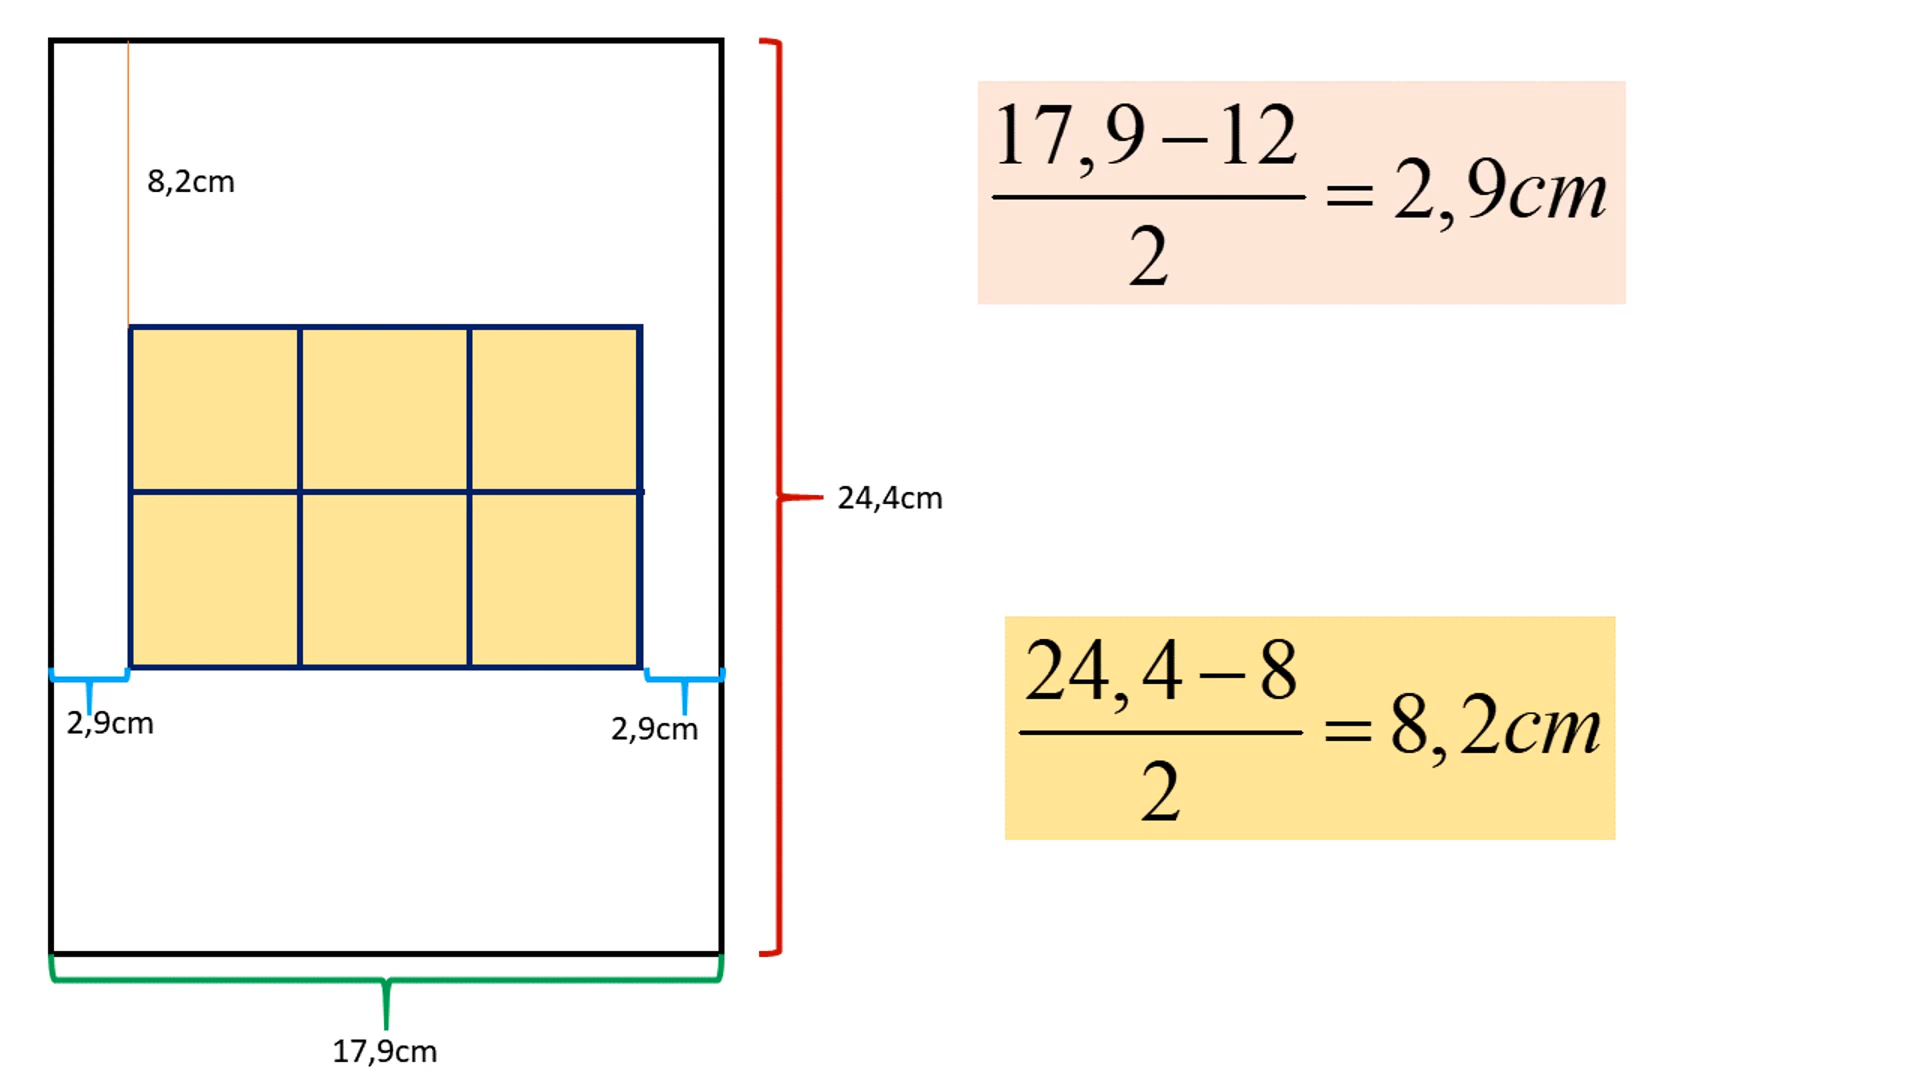 8,2cm
24,4cm
2,9cm
2,9cm
17,9cm
17,9-12
2
=2,9cm
24,4-8
2
=8,2cm